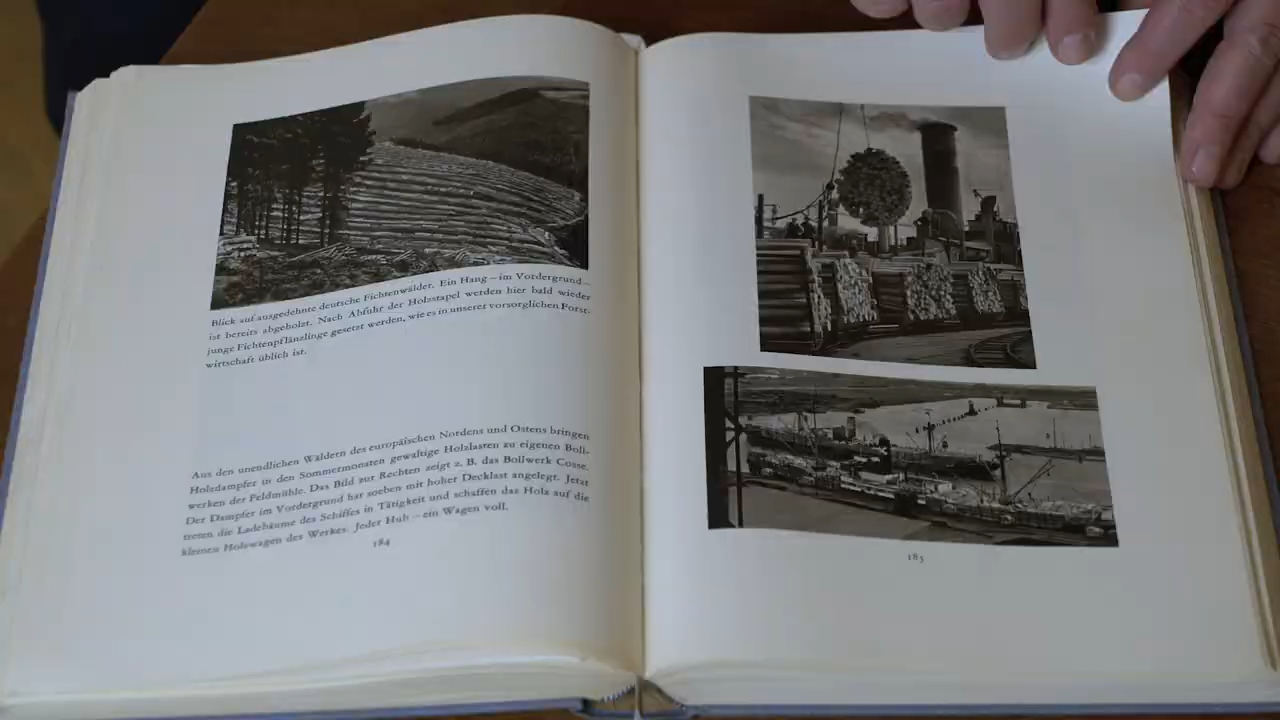 Blick auf ausgedehnte deutsche Fichtenwälder. Ein Hang – im Vordergrund –
ist bereits abgeholzt. Nach Abfuhr der Holzstapel werden hier bald wieder
junge Fichtenpflänzlinge gesetzt werden, wie es in unserer vorsorglichen Forst-
wirtschaft üblich ist.
Aus den unendlichen Wäldern des europäischen Nordens und Ostens bringen
Holzdampfer in den Sommermonaten gewaltige Holzlasten zu eigenen Boll-
werken der Feldmühle. Das Bild zur Rechten zeigt z. B. das Bollwerk Cosse.
Der Dampfer im Vordergrund hat soeben mit hoher Decklast angelegt. Jetzt
treten die Ladebäume des Schiffes in Tätigkeit und schaffen das Holz auf die
kleinen Holzwagen des Werkes. Jeder Hub – ein Wagen voll.
184
185